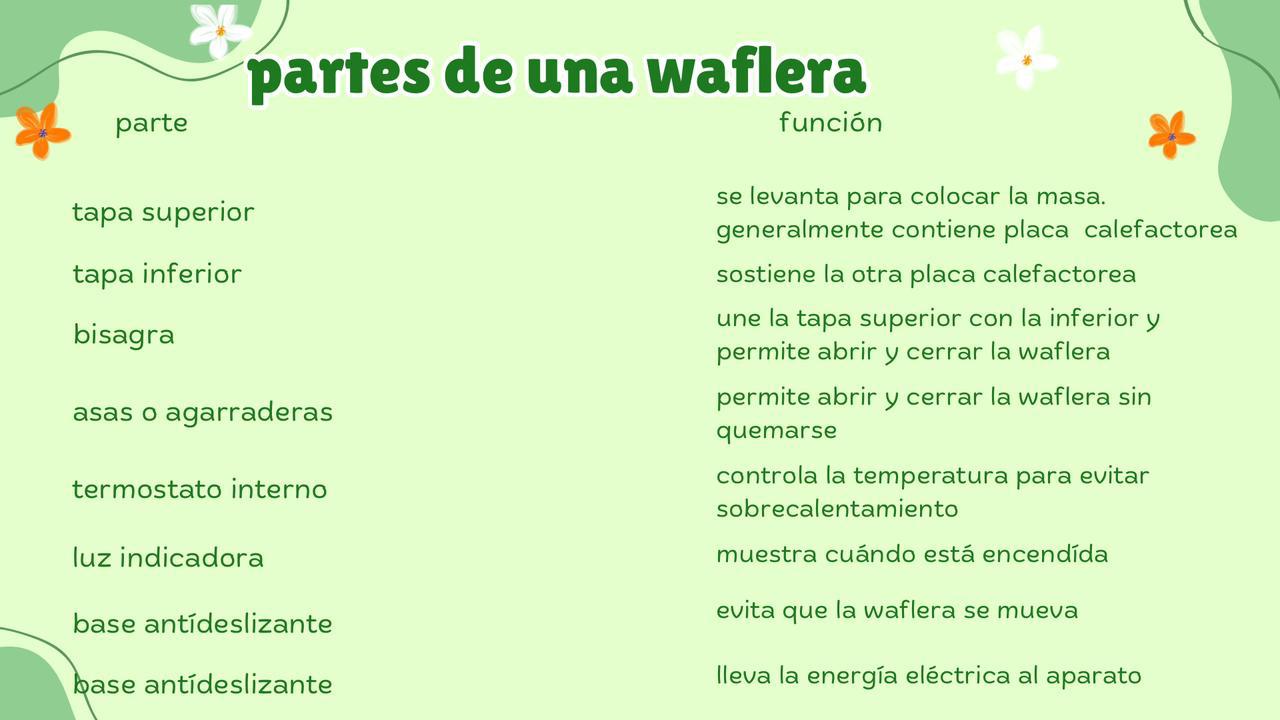 partes de una waflera
parte
función
tapa superior
se levanta para colocar la masa.
generalmente contiene placa calefactorea
tapa inferior
sostiene la otra placa calefactorea
bisagra
une la tapa superior con la inferior y
permite abrir y cerrar la waflera
asas o agarraderas
permite abrir y cerrar la waflera sin
quemarse
termostato interno
controla la temperatura para evitar
sobrecalentamiento
luz indicadora
muestra cuándo está encendída
base antídeslizante
evita que la waflera se mueva
base antídeslizante
lleva la energía eléctrica al aparato